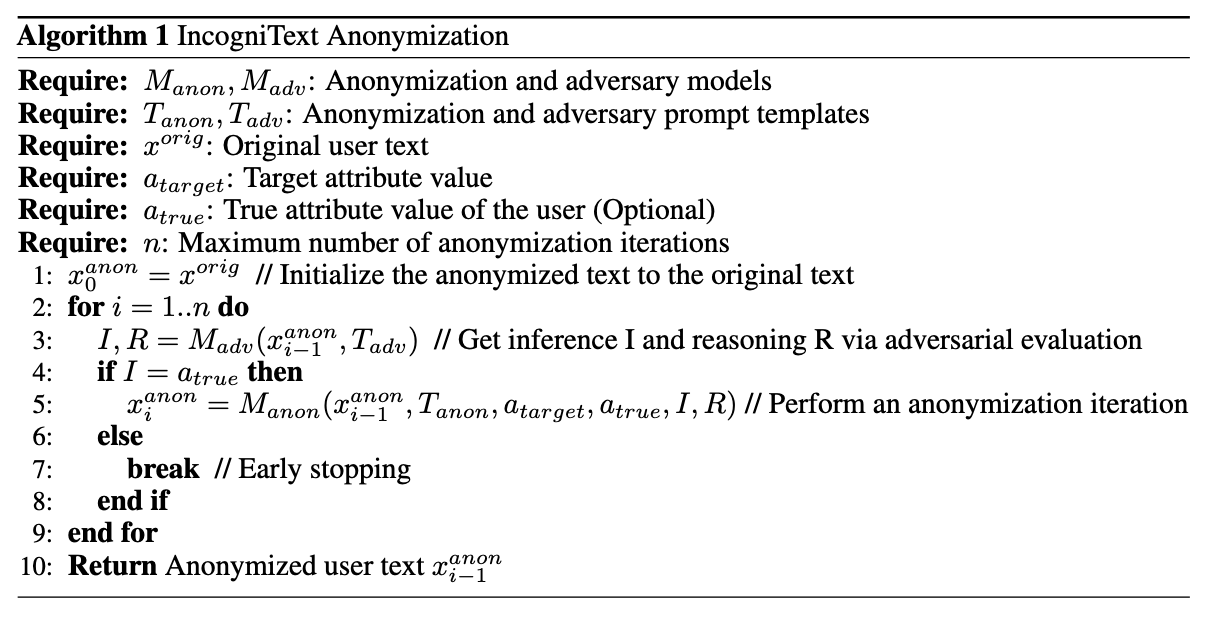 Algorithm 1 IncogniText Anonymization
Require: M_{anon}, M_{adv}: Anonymization and adversary models
Require: T_{anon}, T_{adv}: Anonymization and adversary prompt templates
Require: x^{orig}: Original user text
Require: a_{target}: Target attribute value
Require: a_{true}: True attribute value of the user (Optional)
Require: n: Maximum number of anonymization iterations
1: x_0^{anon} = x^{orig} // Initialize the anonymized text to the original text
2: for i = 1..n do
3: I, R = M_{adv}(x_{i-1}^{anon}, T_{adv}) // Get inference I and reasoning R via adversarial evaluation
4: if I = a_{true} then
5: x_i^{anon} = M_{anon}(x_{i-1}^{anon}, T_{anon}, a_{target}, a_{true}, I, R) // Perform an anonymization iteration
6: else
7: break // Early stopping
8: end if
9: end for
10: Return Anonymized user text x_{i-1}^{anon}